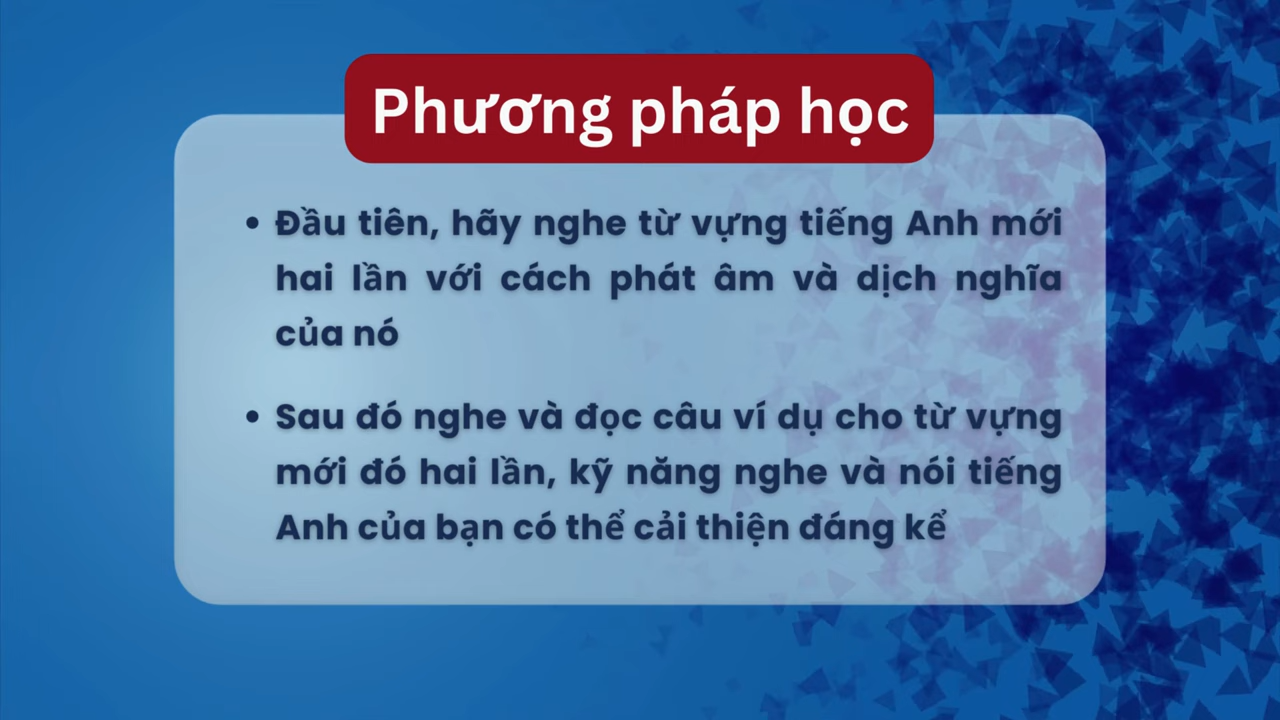 Phương pháp học
• Đầu tiên, hãy nghe từ vựng tiếng Anh mới
hai lần với cách phát âm và dịch nghĩa
của nó
• Sau đó nghe và đọc câu ví dụ cho từ vựng
mới đó hai lần, kỹ năng nghe và nói tiếng
Anh của bạn có thể cải thiện đáng kể